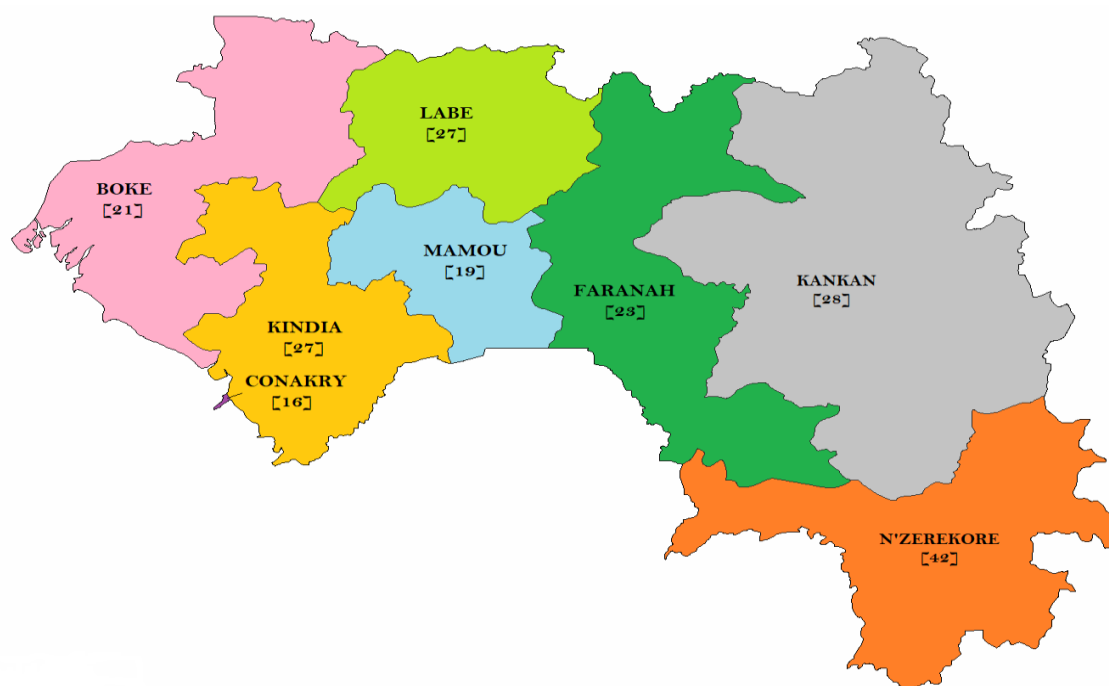 LABE
[27]
BOKE
[21]
MAMOU
[19]
FARANAH
[23]
KANKAN
[28]
KINDIA
[27]
CONAKRY
[16]
N'ZEREKORE
[42]